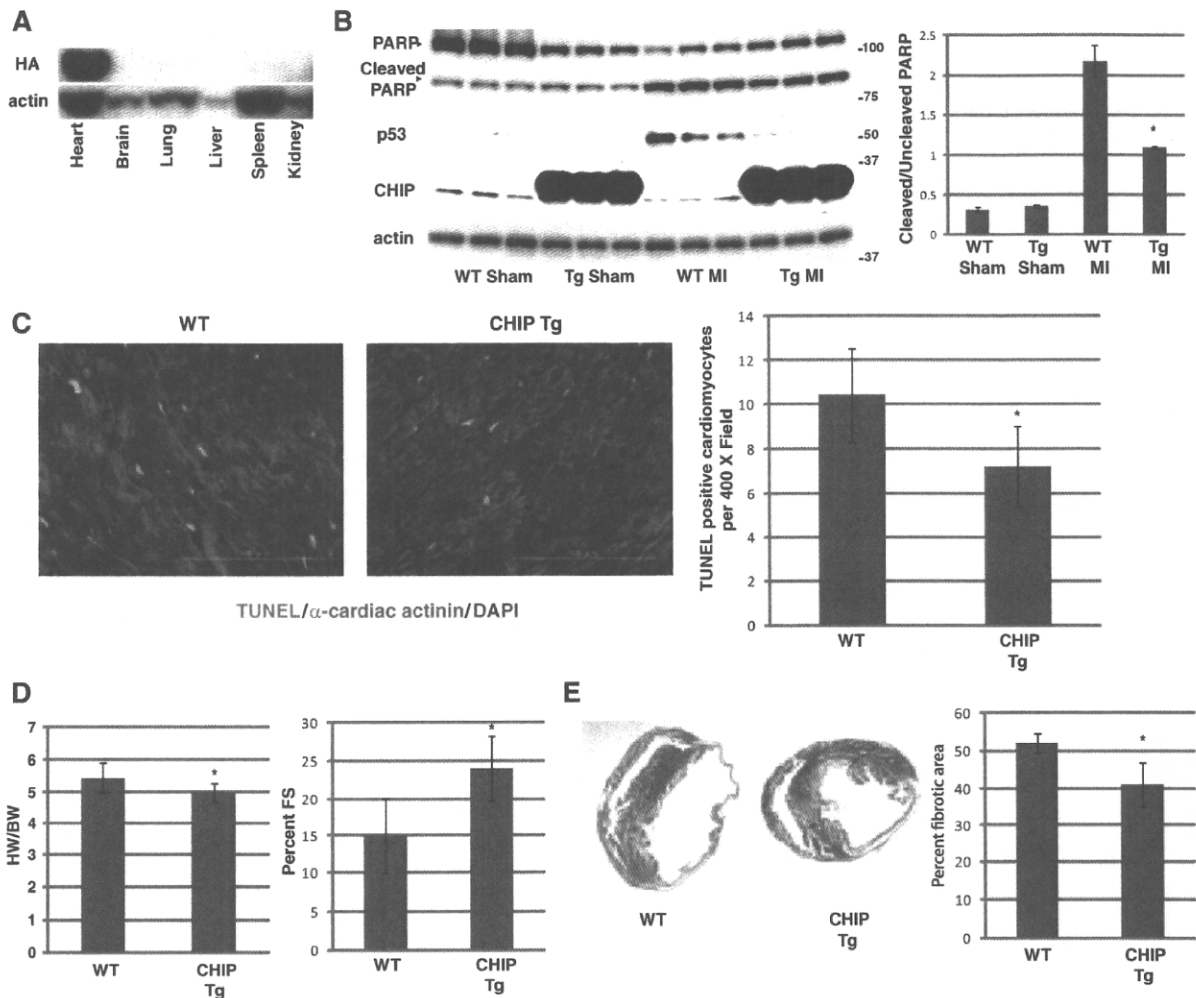 A
HA
actin
Heart
Brain
Lung
Liver
Spleen
Kidney
B
PARP
Cleaved
PARP
p53
CHIP
actin
-100
-75
-50
-37
-37
WT Sham
Tg Sham
WT MI
Tg MI
Cleaved/Uncleaved PARP
2.5
2
1.5
1
0.5
0
*
WT
Sham
Tg
Sham
WT
MI
Tg
MI
C
WT
CHIP Tg
TUNEL/α-cardiac actinin/DAPI
TUNEL positive cardiomyocytes
per 400 X Field
14
12
10
8
6
4
2
0
*
WT
CHIP
Tg
D
HW/BW
7
6
5
4
3
2
1
0
*
WT
CHIP
Tg
Percent FS
30
25
20
15
10
5
0
*
WT
CHIP
Tg
E
WT
CHIP
Tg
Percent fibrotic area
60
50
40
30
20
10
0
*
WT
CHIP
Tg